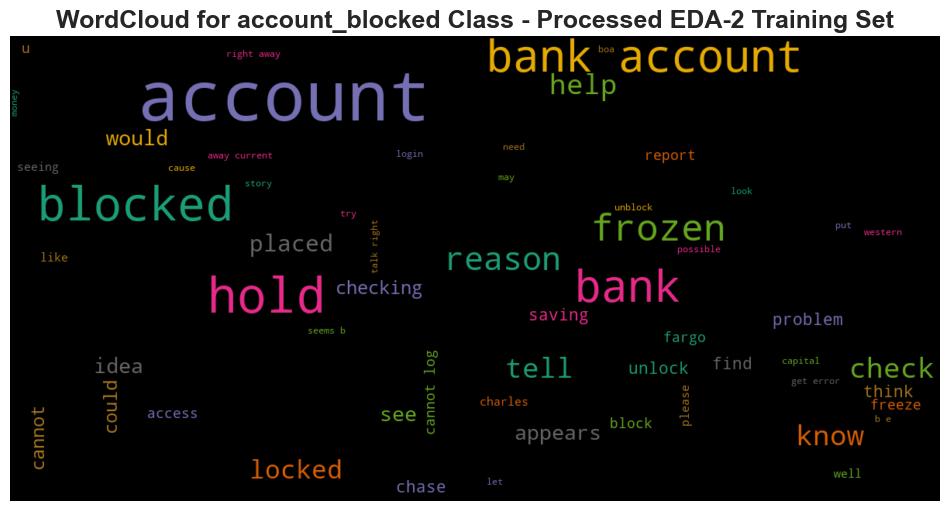 WordCloud for account_blocked Class - Processed EDA-2 Training Set
u
right away
bank account
boa
help
account
money
would
need
report
away current
login
seeing
cause
story
may
look
blocked
try
unblock
frozen
put
western
talk right
placed
possible
like
reason
hold
checking
bank
saving
problem
seems b
fargo
idea
tell
unlock
find
capital
check
get error
think
please
freeze
cannot log
could
access
see
charles
block
b e
cannot
appears
know
locked
chase
let
well